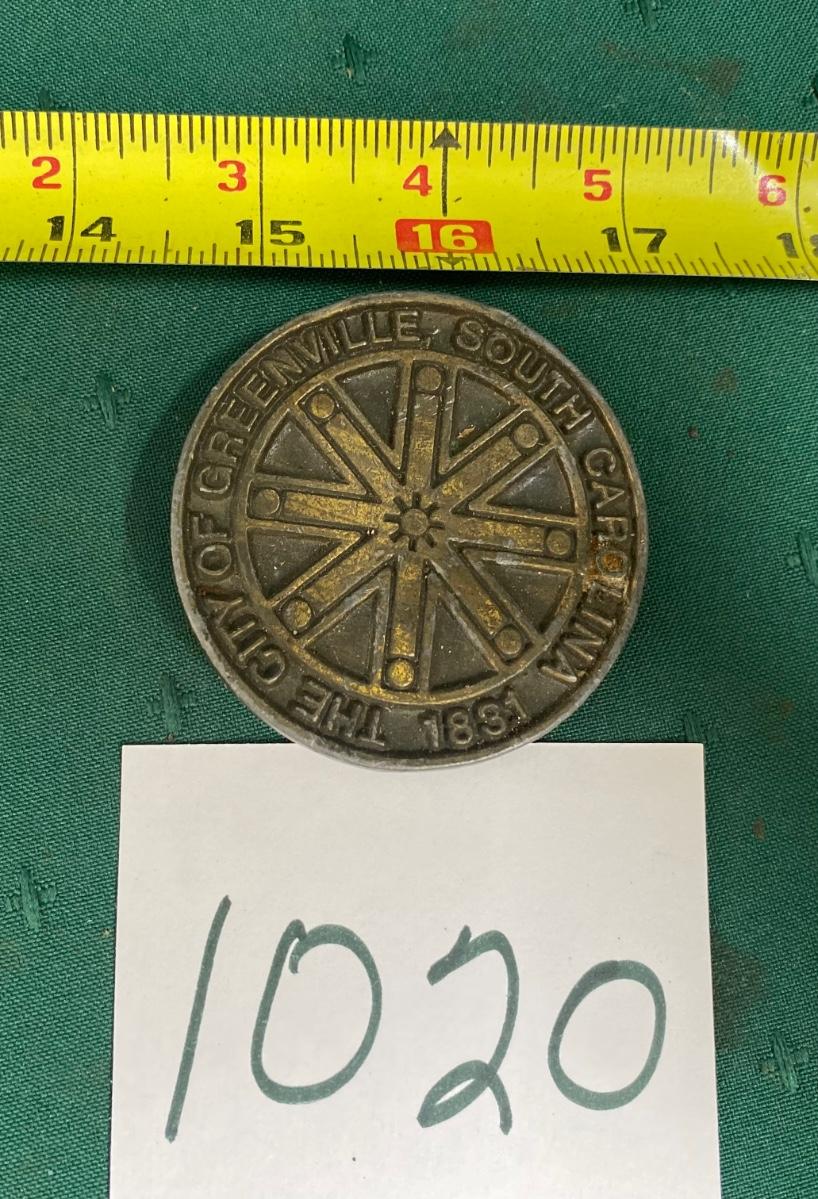 2 3 4 5 6
14 15 16 17
THE CITY OF GREENVILLE, SOUTH CAROLINA
1831
1020